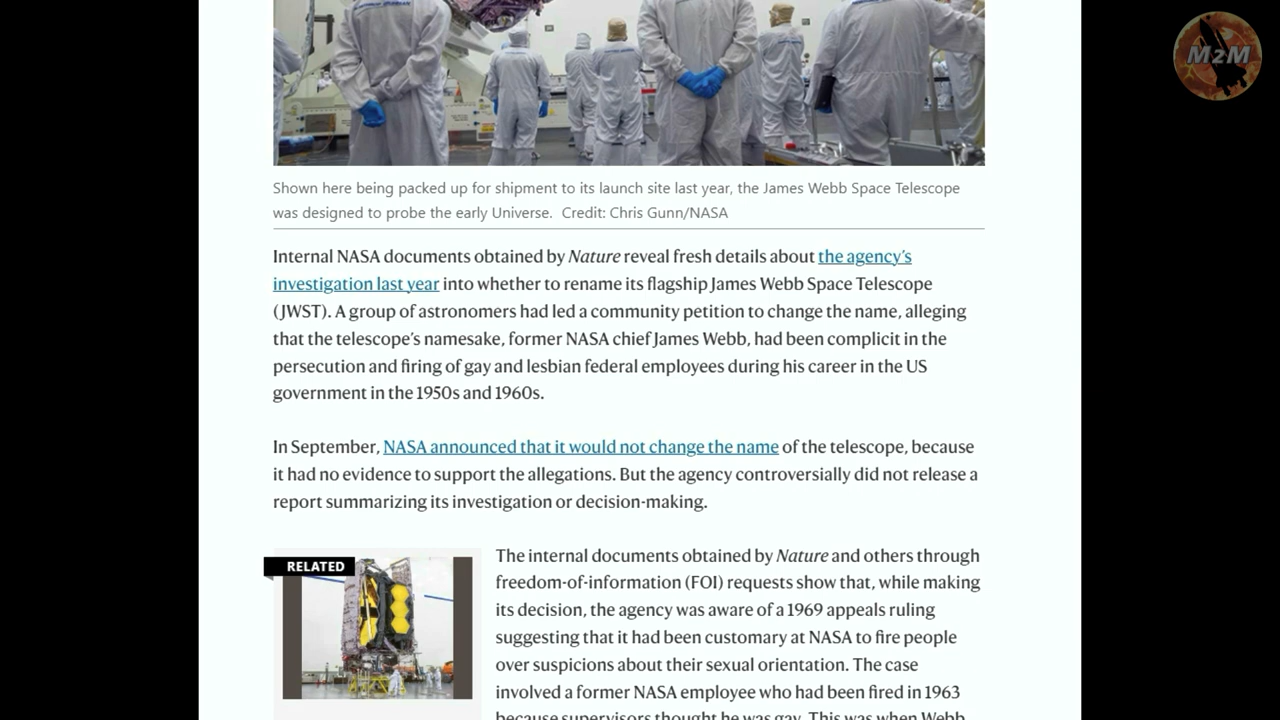 M2M
Shown here being packed up for shipment to its launch site last year, the James Webb Space Telescope
was designed to probe the early Universe. Credit: Chris Gunn/NASA
Internal NASA documents obtained by Nature reveal fresh details about the agency’s
investigation last year into whether to rename its flagship James Webb Space Telescope
(JWST). A group of astronomers had led a community petition to change the name, alleging
that the telescope’s namesake, former NASA chief James Webb, had been complicit in the
persecution and firing of gay and lesbian federal employees during his career in the US
government in the 1950s and 1960s.
In September, NASA announced that it would not change the name of the telescope, because
it had no evidence to support the allegations. But the agency controversially did not release a
report summarizing its investigation or decision-making.
RELATED
The internal documents obtained by Nature and others through
freedom-of-information (FOI) requests show that, while making
its decision, the agency was aware of a 1969 appeals ruling
suggesting that it had been customary at NASA to fire people
over suspicions about their sexual orientation. The case
involved a former NASA employee who had been fired in 1963
because supervisors thought he was gay. This was when Webb